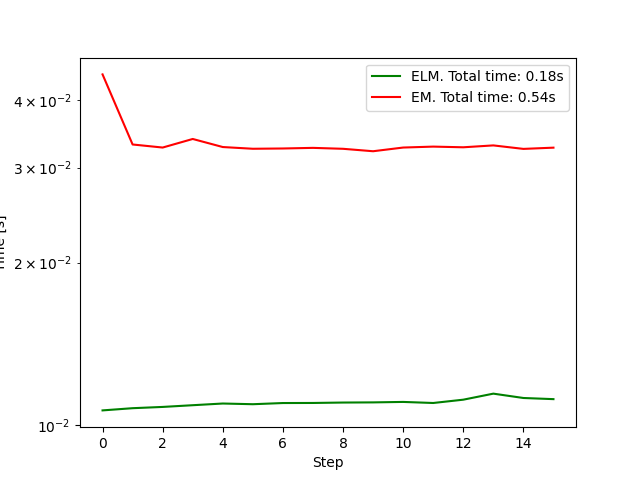 ELM. Total time: 0.18s
EM. Total time: 0.54s
4 × 10⁻²
3 × 10⁻²
2 × 10⁻²
10⁻²
0 2 4 6 8 10 12 14
Step